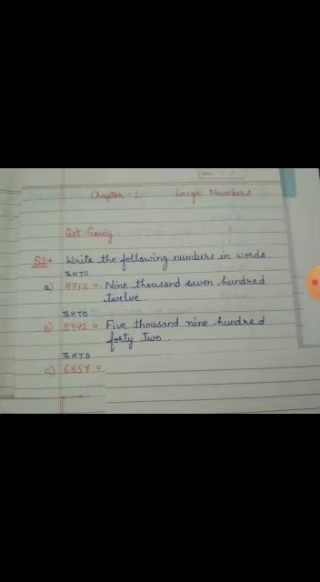 Chapter - 1. Large Numbers
Get Going
Q1→ Write the following numbers in words
Th H T O
a) 9712 = Nine thousand seven hundred
twelve
Th H T O
b) 5942 = Five thousand nine hundred
forty two.
Th H T O
c) 6857 =